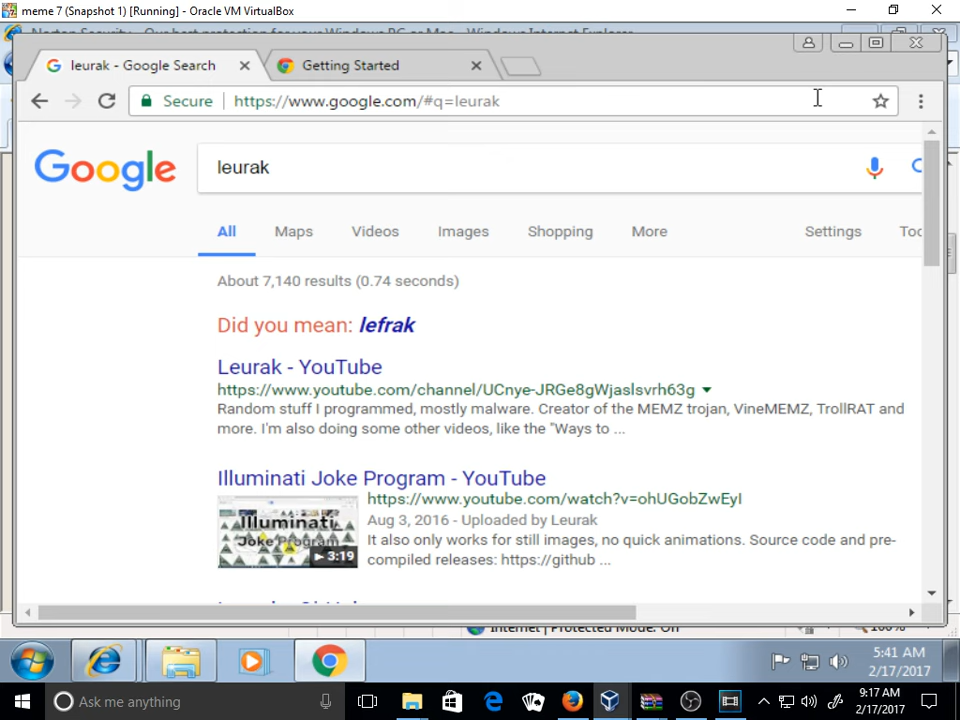 meme 7 (Snapshot 1) [Running] - Oracle VM VirtualBox
leurak - Google Search
Getting Started
Secure
https://www.google.com/#q=leurak
Google
leurak
All
Maps
Videos
Images
Shopping
More
Settings
About 7,140 results (0.74 seconds)
Did you mean: lefrak
Leurak - YouTube
https://www.youtube.com/channel/UCnye-JRGe8gWjaslsvrh63g
Random stuff I programmed, mostly malware. Creator of the MEMZ trojan, VineMEMZ, TrollRAT and
more. I'm also doing some other videos, like the "Ways to ...
Illuminati Joke Program - YouTube
https://www.youtube.com/watch?v=ohUGobZwEyI
Aug 3, 2016 - Uploaded by Leurak
It also only works for still images, no quick animations. Source code and pre-
compiled releases: https://github ...
Illuminati
Joke Program
3:19
Internet | Protected Mode: Off
5:41 AM
2/17/2017
Ask me anything
9:17 AM
2/17/2017